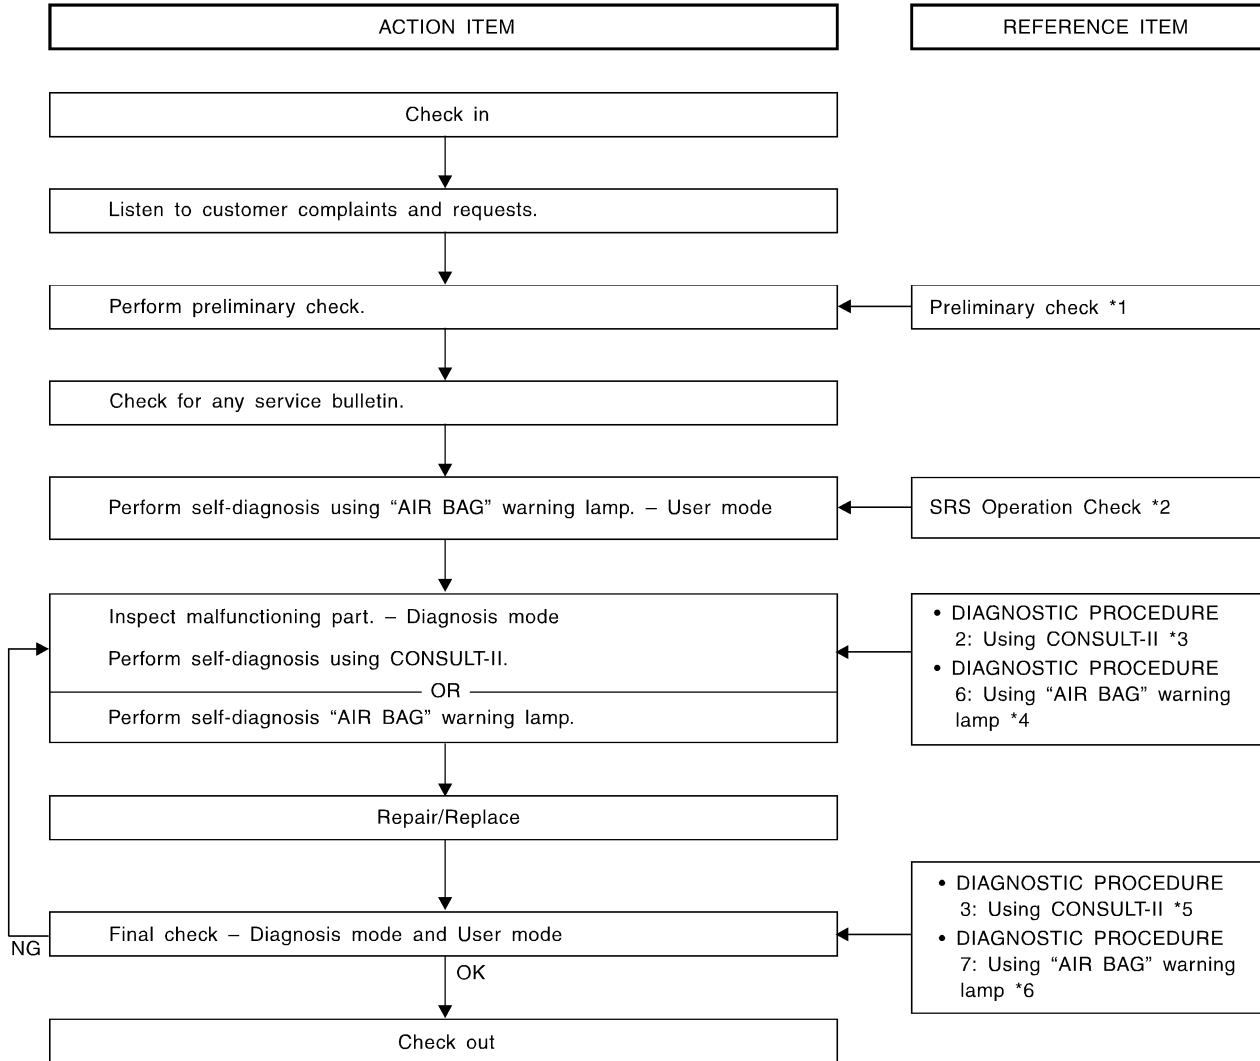 ACTION ITEM
REFERENCE ITEM
Check in
Listen to customer complaints and requests.
Perform preliminary check.
Preliminary check *1
Check for any service bulletin.
Perform self-diagnosis using “AIR BAG” warning lamp. – User mode
SRS Operation Check *2
Inspect malfunctioning part. – Diagnosis mode
Perform self-diagnosis using CONSULT-II.
OR
Perform self-diagnosis “AIR BAG” warning lamp.
• DIAGNOSTIC PROCEDURE
2: Using CONSULT-II *3
• DIAGNOSTIC PROCEDURE
6: Using “AIR BAG” warning
lamp *4
Repair/Replace
Final check – Diagnosis mode and User mode
• DIAGNOSTIC PROCEDURE
3: Using CONSULT-II *5
• DIAGNOSTIC PROCEDURE
7: Using “AIR BAG” warning
lamp *6
NG
OK
Check out